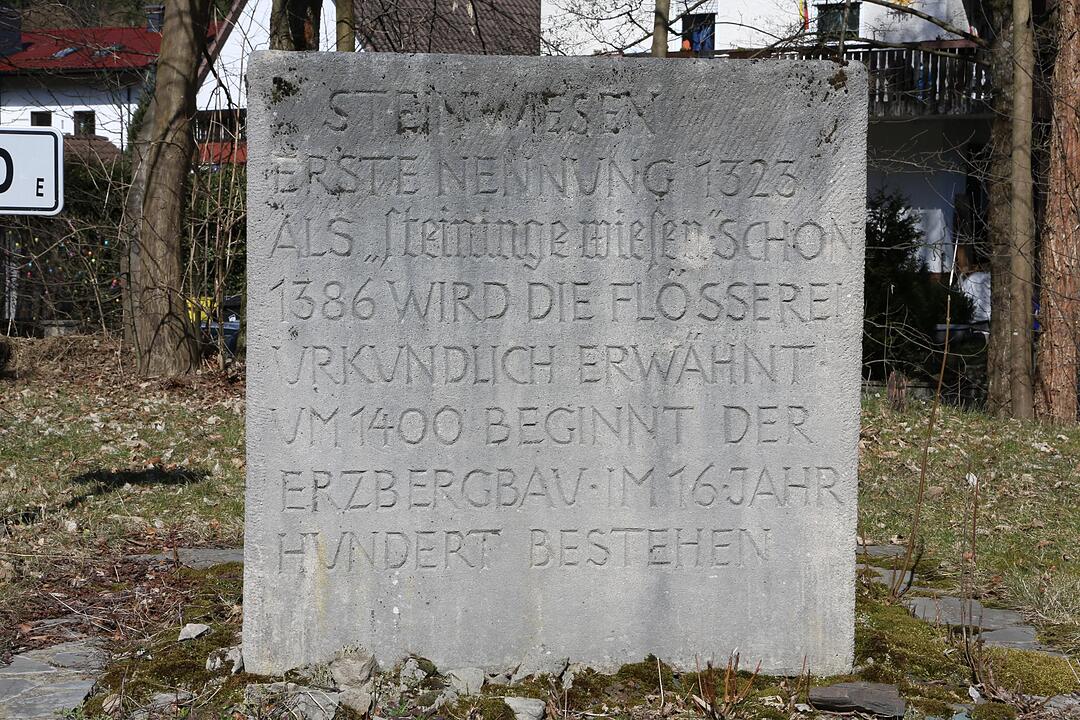 STEINWIESEN
ERSTE NENNUNG 1323
ALS „steininge wiesen“ SCHON
1386 WIRD DIE FLÖSSEREI
VRKVNDLICH ERWÄHNT·
VM 1400 BEGINNT DER
ERZBERGBAV·IM 16·JAHR
HVNDERT BESTEHEN
E